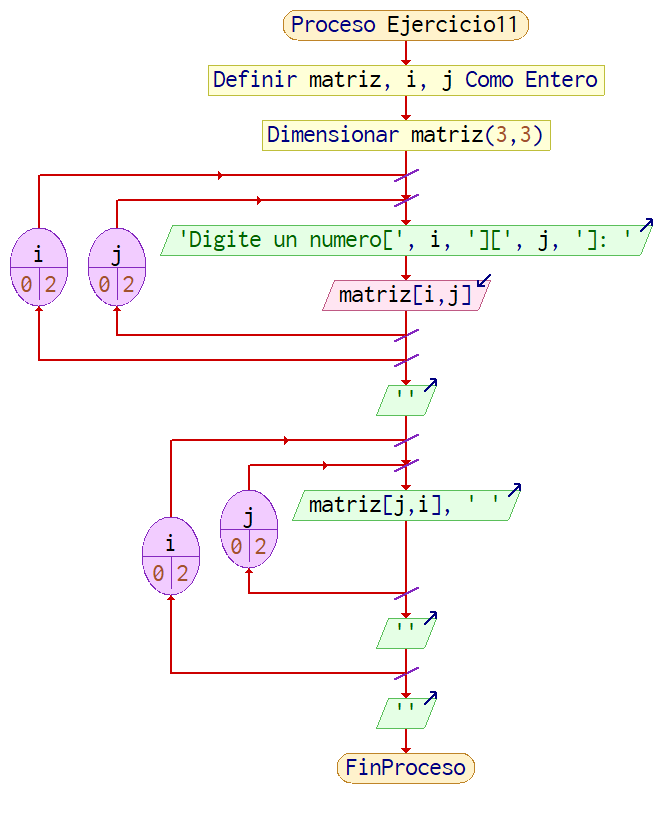 Proceso Ejercicio11
Definir matriz, i, j Como Entero
Dimensionar matriz(3,3)
i
0 2
j
0 2
'Digite un numero[', i, '][', j, ']: '
matriz[i,j]
''
i
0 2
j
0 2
matriz[j,i], ' '
''
''
FinProceso